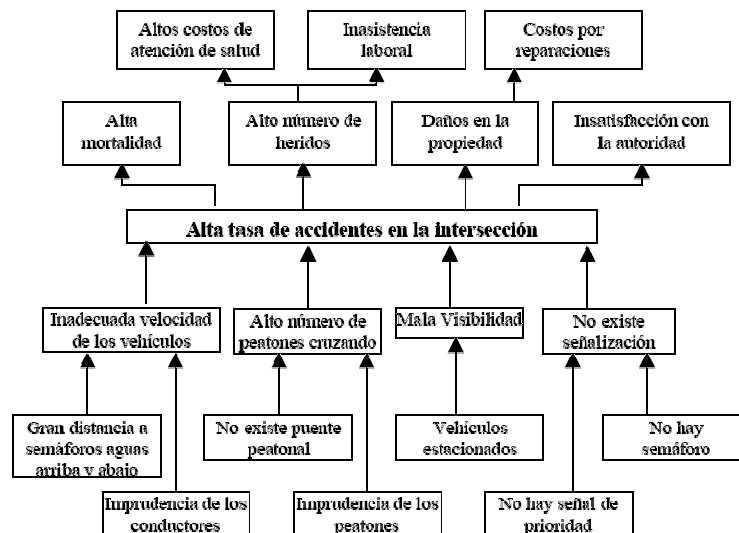 Altos costos de
atención de salud
Inasistencia
laboral
Costos por
reparaciones
Alta
mortalidad
Alto número de
heridos
Daños en la
propiedad
Insatisfacción con
la autoridad
Alta tasa de accidentes en la intersección
Inadecuada velocidad
de los vehículos
Alto número de
peatones cruzando
Mala Visibilidad
No existe
señalización
Gran distancia a
semáforos aguas
arriba y abajo
No existe puente
peatonal
Vehículos
estacionados
No hay
semáforo
Imprudencia de los
conductores
Imprudencia de los
peatones
No hay señal de
prioridad